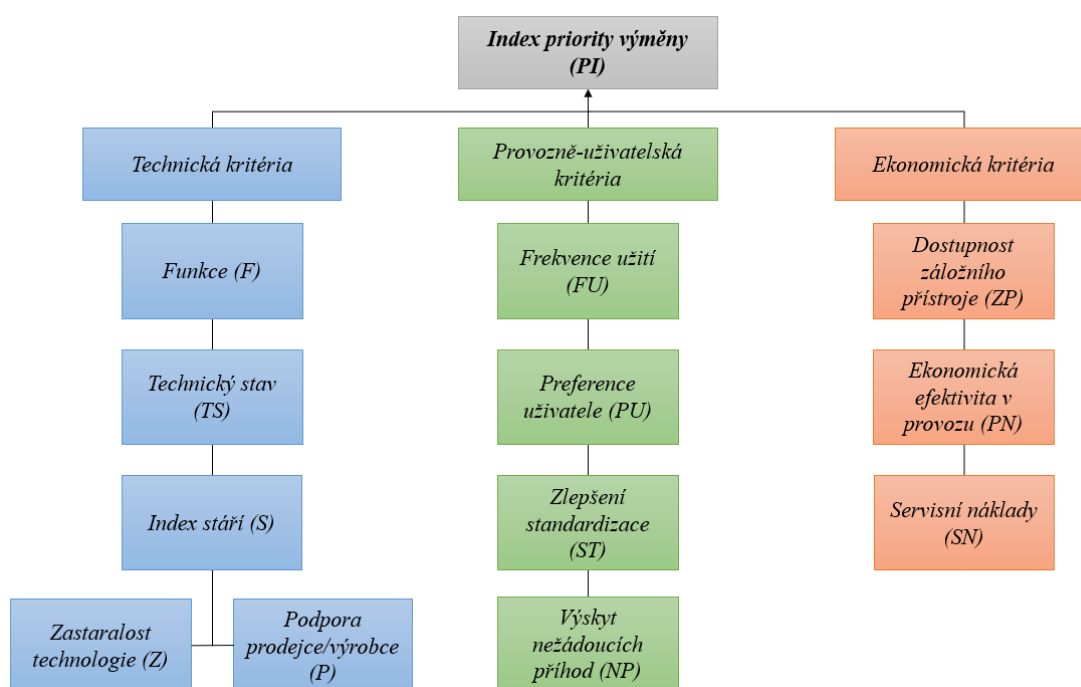 Index priority výměny
(PI)
Technická kritéria
Provozně-uživatelská
kritéria
Ekonomická kritéria
Funkce (F)
Frekvence užití
(FU)
Dostupnost
záložního
přístroje (ZP)
Technický stav
(TS)
Preference
uživatele (PU)
Ekonomická
efektivita v
provozu (PN)
Index stáří (S)
Zlepšení
standardizace
(ST)
Servisní náklady
(SN)
Zastaralost
technologie (Z)
Podpora
prodejce/výrobce
(P)
Výskyt
nežádoucích
příhod (NP)